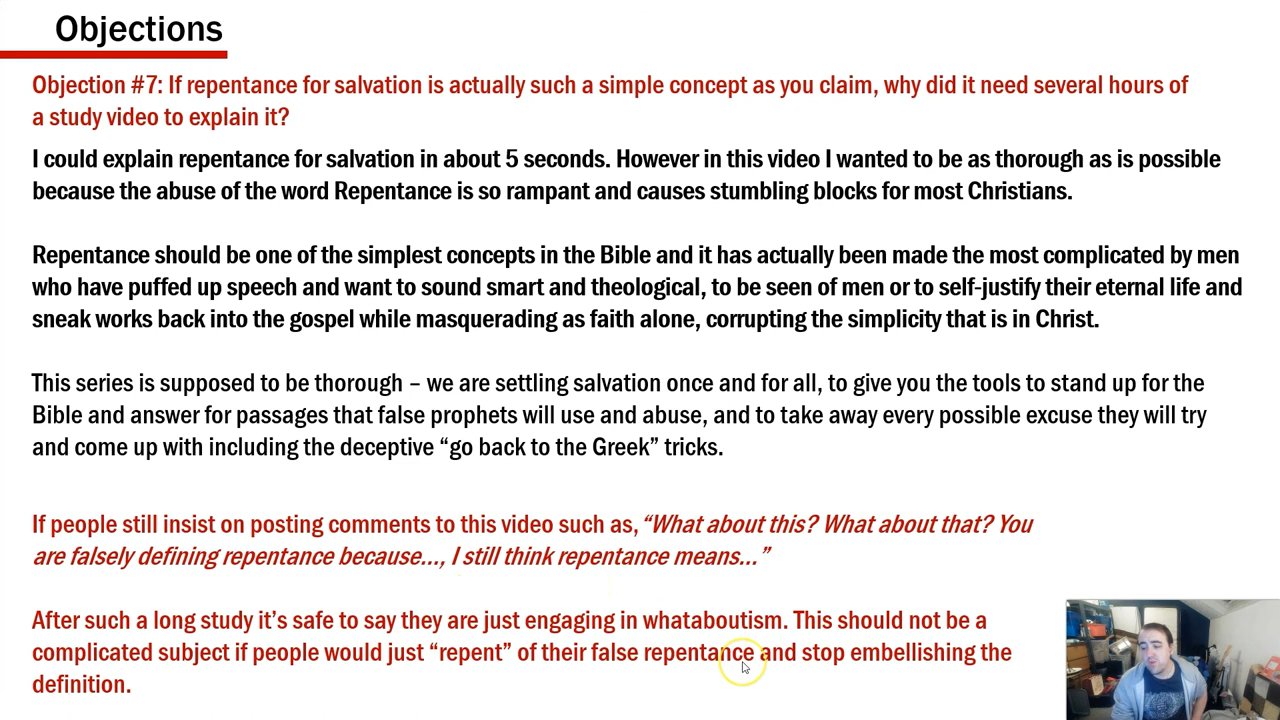 Objections
Objection #7: If repentance for salvation is actually such a simple concept as you claim, why did it need several hours of
a study video to explain it?
I could explain repentance for salvation in about 5 seconds. However in this video I wanted to be as thorough as is possible
because the abuse of the word Repentance is so rampant and causes stumbling blocks for most Christians.
Repentance should be one of the simplest concepts in the Bible and it has actually been made the most complicated by men
who have puffed up speech and want to sound smart and theological, to be seen of men or to self-justify their eternal life and
sneak works back into the gospel while masquerading as faith alone, corrupting the simplicity that is in Christ.
This series is supposed to be thorough – we are settling salvation once and for all, to give you the tools to stand up for the
Bible and answer for passages that false prophets will use and abuse, and to take away every possible excuse they will try
and come up with including the deceptive “go back to the Greek” tricks.
If people still insist on posting comments to this video such as, “What about this? What about that? You
are falsely defining repentance because..., I still think repentance means...”
After such a long study it’s safe to say they are just engaging in whataboutism. This should not be a
complicated subject if people would just “repent” of their false repentance and stop embellishing the
definition.